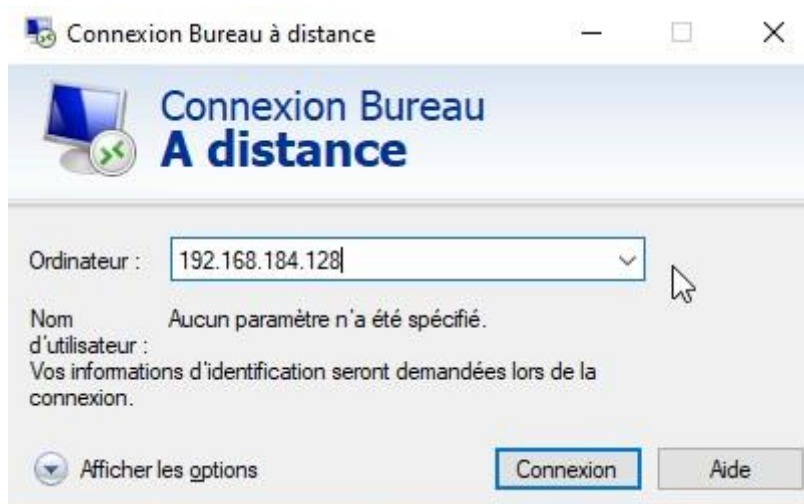 Connexion Bureau à distance
Connexion Bureau
A distance
Ordinateur :
192.168.184.128
Nom
d'utilisateur :
Aucun paramètre n'a été spécifié.
Vos informations d'identification seront demandées lors de la
connexion.
Afficher les options
Connexion
Aide